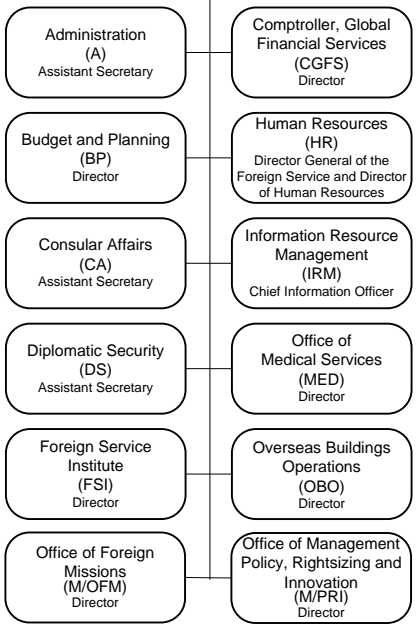 Administration
(A)
Assistant Secretary
Comptroller, Global
Financial Services
(CGFS)
Director
Budget and Planning
(BP)
Director
Human Resources
(HR)
Director General of the
Foreign Service and Director
of Human Resources
Consular Affairs
(CA)
Assistant Secretary
Information Resource
Management
(IRM)
Chief Information Officer
Diplomatic Security
(DS)
Assistant Secretary
Office of
Medical Services
(MED)
Director
Foreign Service
Institute
(FSI)
Director
Overseas Buildings
Operations
(OBO)
Director
Office of Foreign
Missions
(M/OFM)
Director
Office of Management
Policy, Rightsizing and
Innovation
(M/PRI)
Director